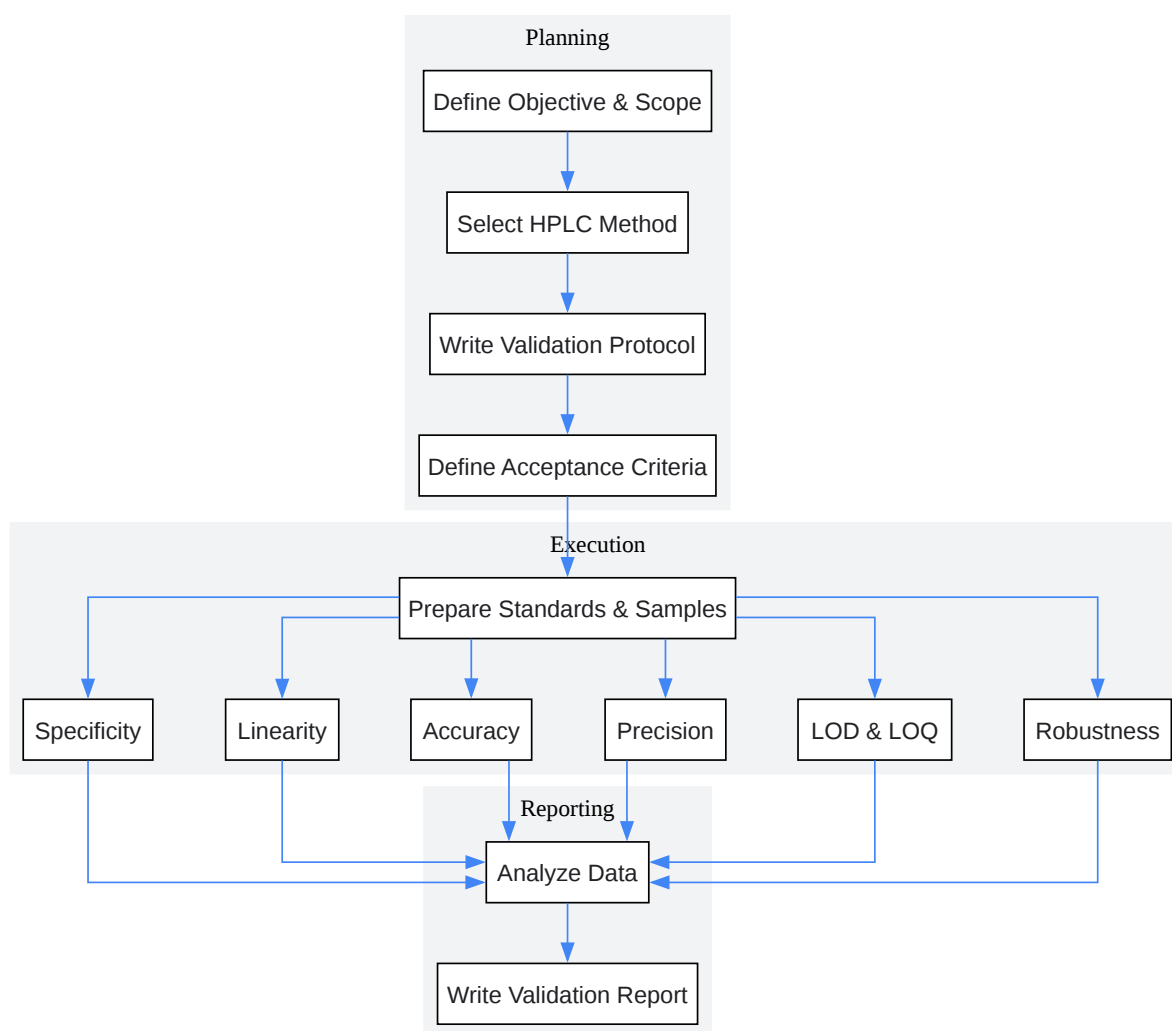 Planning
Define Objective & Scope
Select HPLC Method
Write Validation Protocol
Define Acceptance Criteria
Execution
Prepare Standards & Samples
Specificity
Linearity
Accuracy
Precision
LOD & LOQ
Robustness
Reporting
Analyze Data
Write Validation Report